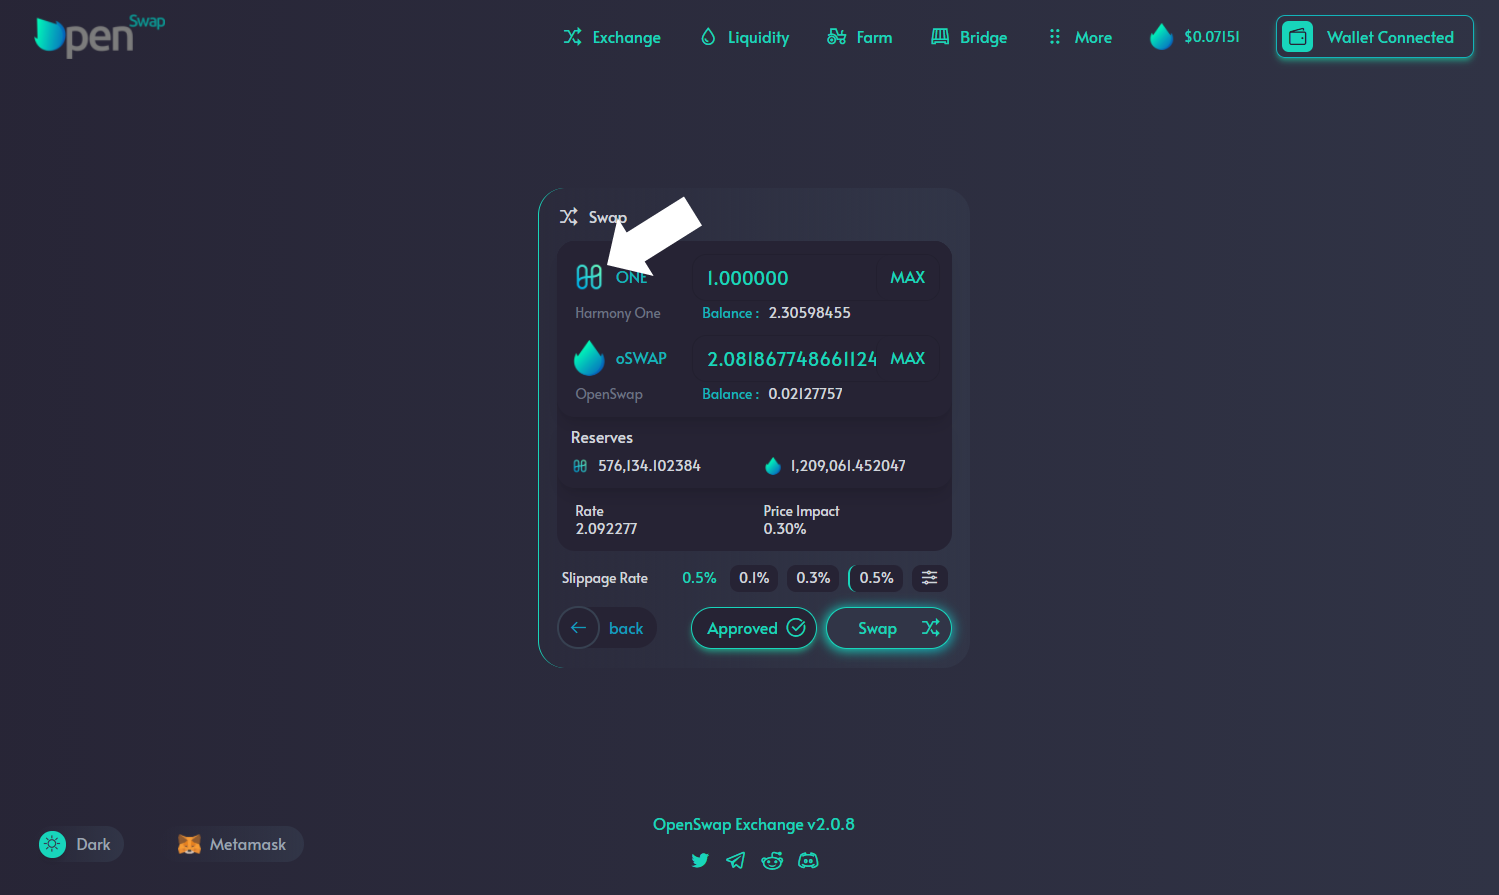 Open Swap
Exchange
Liquidity
Farm
Bridge
More
$0.07151
Wallet Connected
Swap
ONE
1.000000
MAX
Harmony One
Balance : 2.30598455
oSWAP
2.081867748661124
MAX
OpenSwap
Balance : 0.02127757
Reserves
576,134.102384
1,209,061.452047
Rate
Price Impact
2.092277
0.30%
Slippage Rate 0.5% 0.1% 0.3% 0.5%
back
Approved
Swap
OpenSwap Exchange v2.0.8
Dark
Metamask